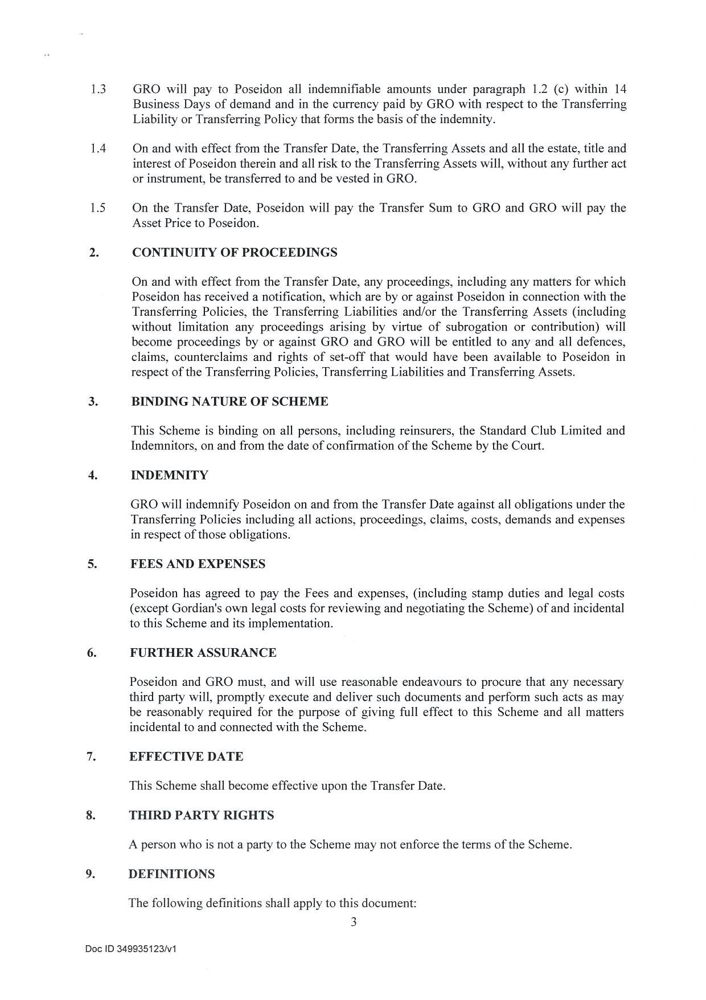 1.3 GRO will pay to Poseidon all indemnifiable amounts under paragraph 1.2 (c) within 14
Business Days of demand and in the currency paid by GRO with respect to the Transferring
Liability or Transferring Policy that forms the basis of the indemnity.
1.4 On and with effect from the Transfer Date, the Transferring Assets and all the estate, title and
interest of Poseidon therein and all risk to the Transferring Assets will, without any further act
or instrument, be transferred to and be vested in GRO.
1.5 On the Transfer Date, Poseidon will pay the Transfer Sum to GRO and GRO will pay the
Asset Price to Poseidon.
2. CONTINUITY OF PROCEEDINGS
On and with effect from the Transfer Date, any proceedings, including any matters for which
Poseidon has received a notification, which are by or against Poseidon in connection with the
Transferring Policies, the Transferring Liabilities and/or the Transferring Assets (including
without limitation any proceedings arising by virtue of subrogation or contribution) will
become proceedings by or against GRO and GRO will be entitled to any and all defences,
claims, counterclaims and rights of set-off that would have been available to Poseidon in
respect of the Transferring Policies, Transferring Liabilities and Transferring Assets.
3. BINDING NATURE OF SCHEME
This Scheme is binding on all persons, including reinsurers, the Standard Club Limited and
Indemnitors, on and from the date of confirmation of the Scheme by the Court.
4. INDEMNITY
GRO will indemnify Poseidon on and from the Transfer Date against all obligations under the
Transferring Policies including all actions, proceedings, claims, costs, demands and expenses
in respect of those obligations.
5. FEES AND EXPENSES
Poseidon has agreed to pay the Fees and expenses, (including stamp duties and legal costs
(except Gordian's own legal costs for reviewing and negotiating the Scheme) of and incidental
to this Scheme and its implementation.
6. FURTHER ASSURANCE
Poseidon and GRO must, and will use reasonable endeavours to procure that any necessary
third party will, promptly execute and deliver such documents and perform such acts as may
be reasonably required for the purpose of giving full effect to this Scheme and all matters
incidental to and connected with the Scheme.
7. EFFECTIVE DATE
This Scheme shall become effective upon the Transfer Date.
8. THIRD PARTY RIGHTS
A person who is not a party to the Scheme may not enforce the terms of the Scheme.
9. DEFINITIONS
The following definitions shall apply to this document:
3
Doc ID 349935123/v1